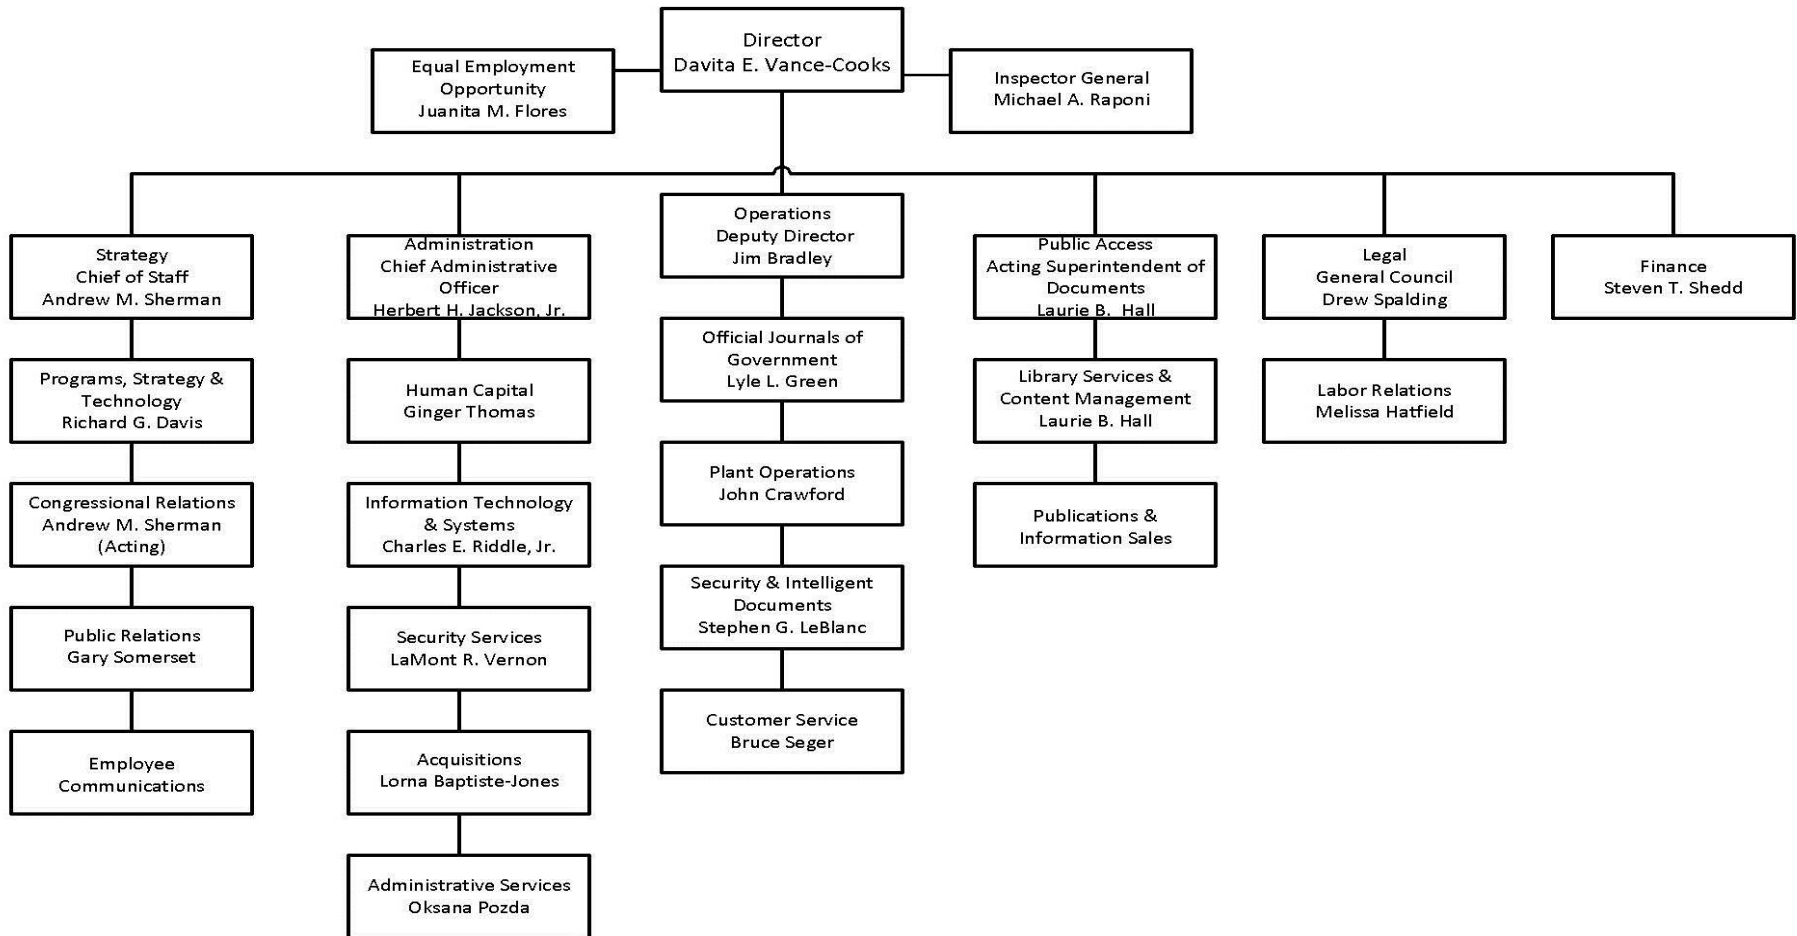 Director
Davita E. Vance-Cooks
Equal Employment
Opportunity
Juanita M. Flores
Inspector General
Michael A. Raponi
Strategy
Chief of Staff
Andrew M. Sherman
Programs, Strategy &
Technology
Richard G. Davis
Congressional Relations
Andrew M. Sherman
(Acting)
Public Relations
Gary Somerset
Employee
Communications
Administration
Chief Administrative
Officer
Herbert H. Jackson, Jr.
Human Capital
Ginger Thomas
Information Technology
& Systems
Charles E. Riddle, Jr.
Security Services
LaMont R. Vernon
Acquisitions
Lorna Baptiste-Jones
Administrative Services
Oksana Pozda
Operations
Deputy Director
Jim Bradley
Official Journals of
Government
Lyle L. Green
Plant Operations
John Crawford
Security & Intelligent
Documents
Stephen G. LeBlanc
Customer Service
Bruce Seger
Public Access
Acting Superintendent of
Documents
Laurie B. Hall
Library Services &
Content Management
Laurie B. Hall
Publications &
Information Sales
Legal
General Council
Drew Spalding
Labor Relations
Melissa Hatfield
Finance
Steven T. Shedd